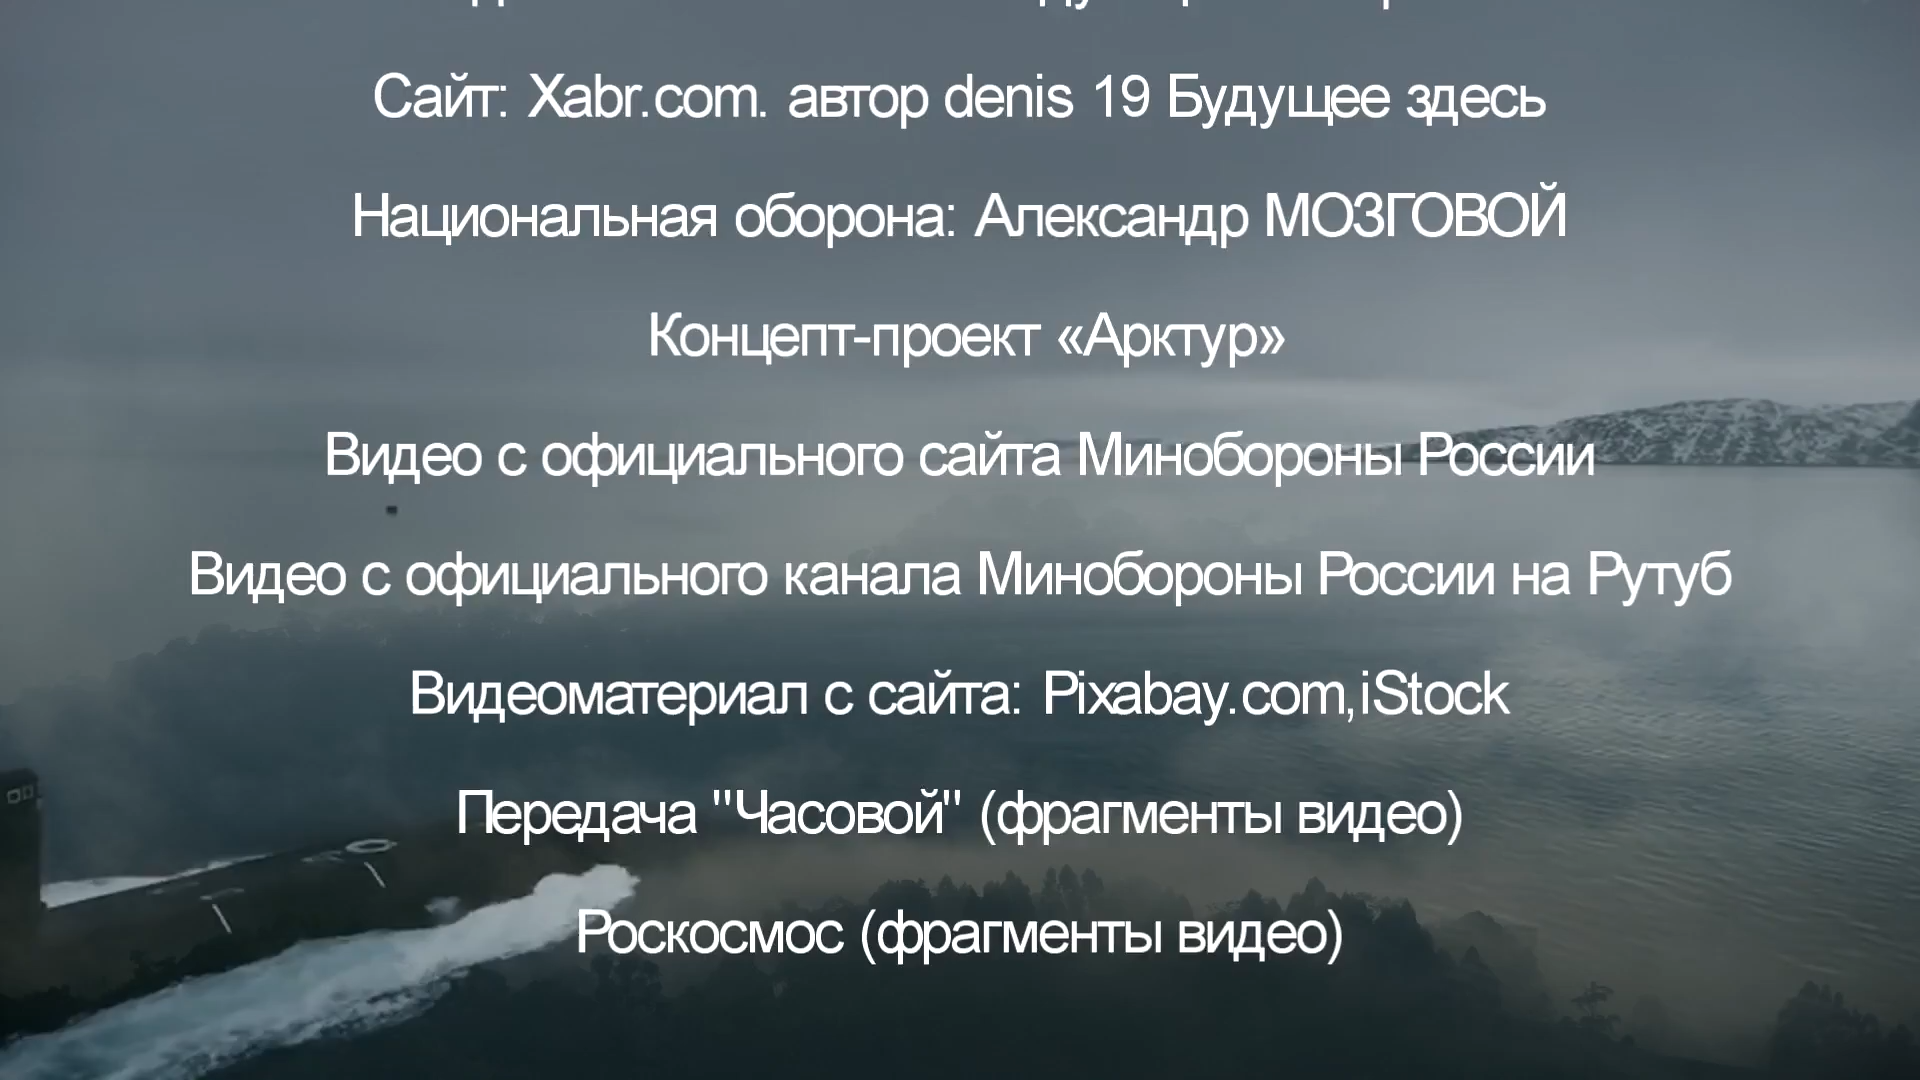 Сайт: Xabr.com. автор denis 19 Будущее здесь
Национальная оборона: Александр МОЗГОВОЙ
Концепт-проект «Арктур»
Видео с официального сайта Минобороны России
Видео с официального канала Минобороны России на Рутуб
Видеоматериал с сайта: Pixabay.com,iStock
Передача "Часовой" (фрагменты видео)
Роскосмос (фрагменты видео)